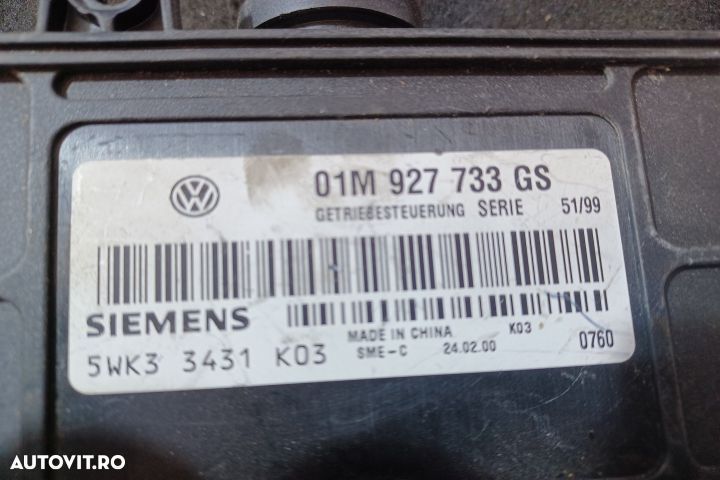 01M 927 733 GS
GETRIEBESTEUERUNG SERIE 51/99
SIEMENS
MADE IN CHINA K03
5WK3 3431 K03 SME-C 24.02.00 0760
AUTOVIT.RO